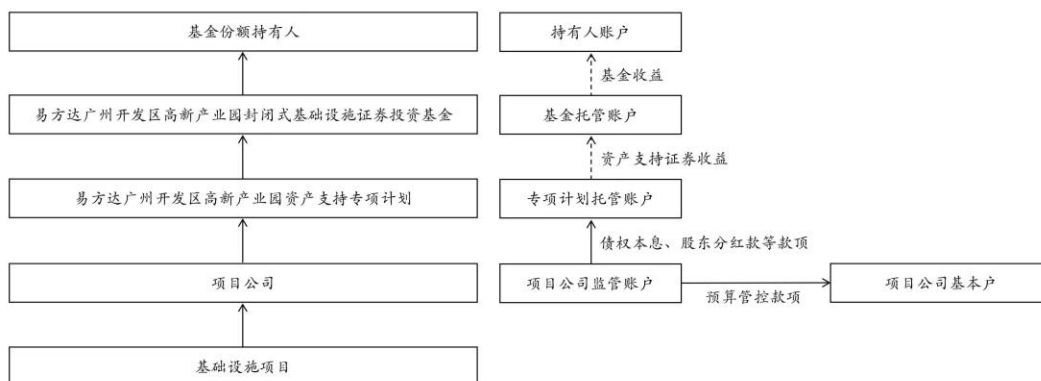 基金份额持有人
持有人账户
基金收益
易方达广州开发区高新产业园封闭式基础设施证券投资基金
基金托管账户
资产支持证券收益
易方达广州开发区高新产业园资产支持专项计划
专项计划托管账户
债权本息、股东分红款等款项
项目公司
项目公司监管账户
预算管控款项
项目公司基本户
基础设施项目